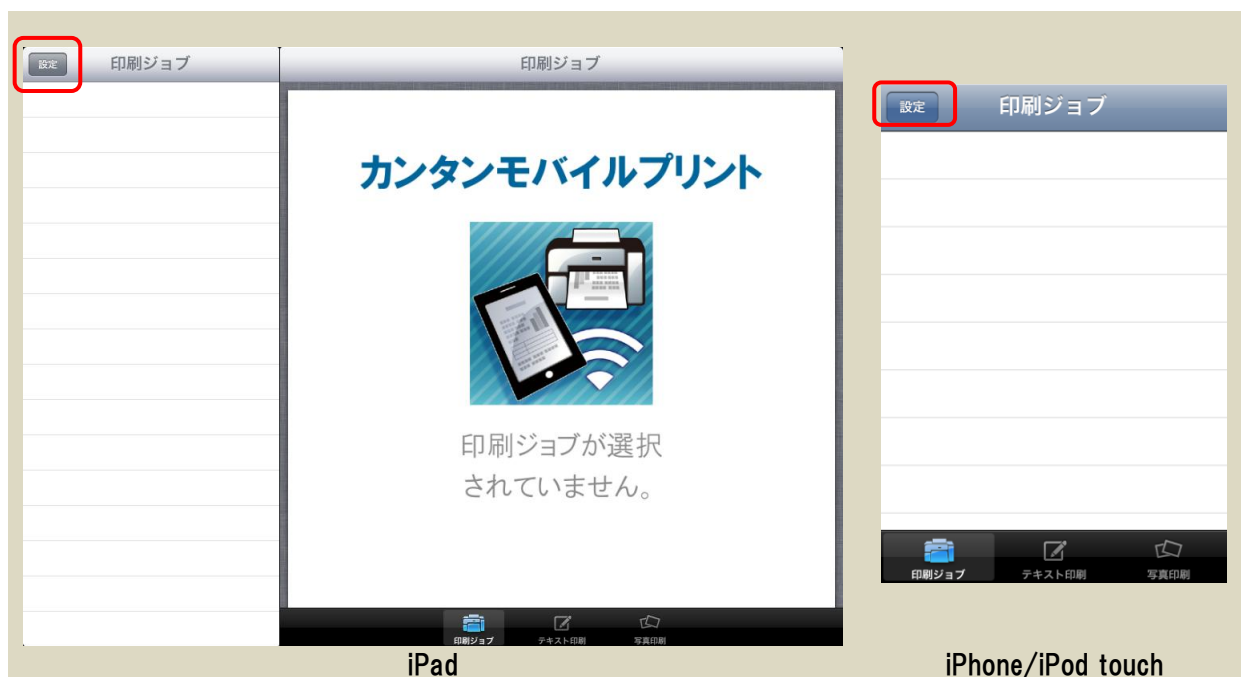 設定
印刷ジョブ
印刷ジョブ
カンタンモバイルプリント
印刷ジョブが選択
されていません。
印刷ジョブ
テキスト印刷
写真印刷
iPad
設定
印刷ジョブ
印刷ジョブ
テキスト印刷
写真印刷
iPhone/iPod touch